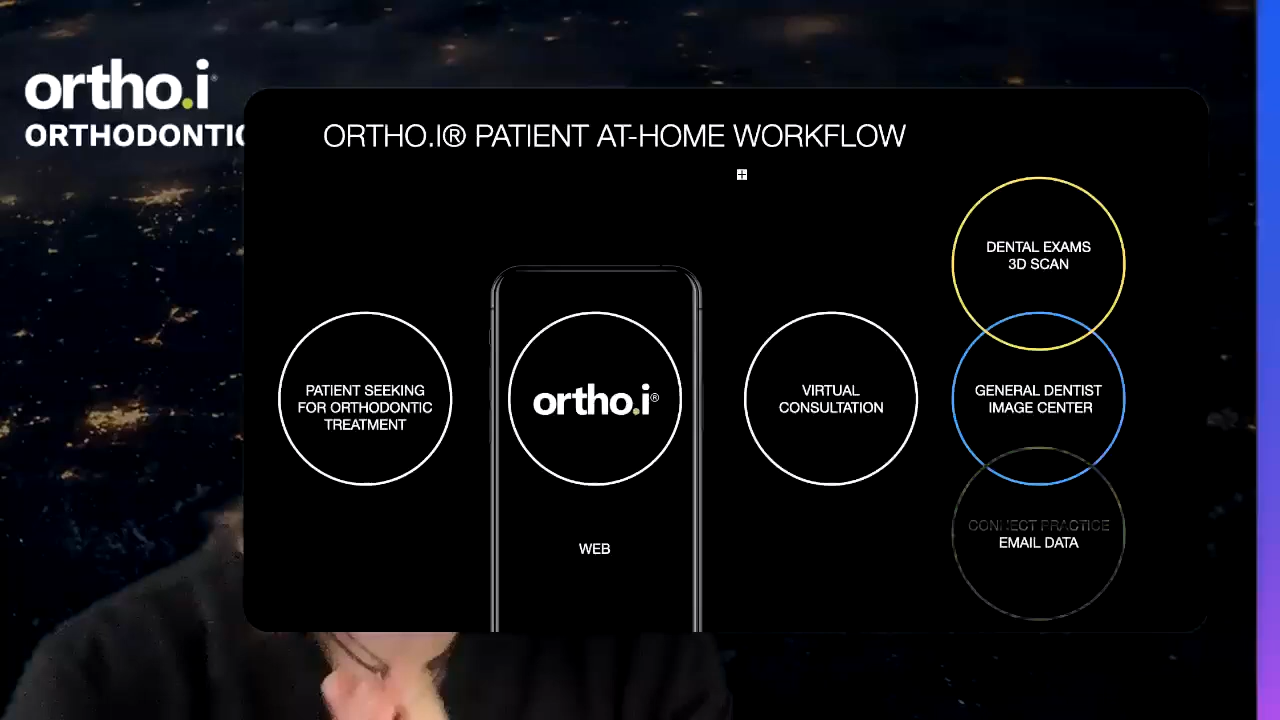 ortho.i
ORTHODONTIC
ORTHO.I® PATIENT AT-HOME WORKFLOW
PATIENT SEEKING
FOR ORTHODONTIC
TREATMENT
ortho.i®
WEB
VIRTUAL
CONSULTATION
DENTAL EXAMS
3D SCAN
GENERAL DENTIST
IMAGE CENTER
CONNECT PRACTICE
EMAIL DATA